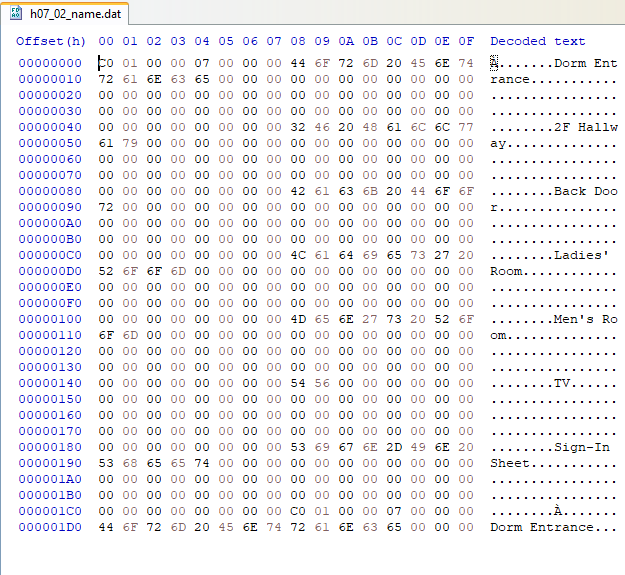 h07_02_name.dat
Offset(h) 00 01 02 03 04 05 06 07 08 09 0A 0B 0C 0D 0E 0F Decoded text
00000000 C0 01 00 00 07 00 00 00 44 6F 72 6D 20 45 6E 74 À.......Dorm Ent
00000010 72 61 6E 63 65 00 00 00 00 00 00 00 00 00 00 00 rance...........
00000020 00 00 00 00 00 00 00 00 00 00 00 00 00 00 00 00 ................
00000030 00 00 00 00 00 00 00 00 00 00 00 00 00 00 00 00 ................
00000040 00 00 00 00 00 00 00 00 32 46 20 48 61 6C 6C 77 ........2F Hallw
00000050 61 79 00 00 00 00 00 00 00 00 00 00 00 00 00 00 ay..............
00000060 00 00 00 00 00 00 00 00 00 00 00 00 00 00 00 00 ................
00000070 00 00 00 00 00 00 00 00 00 00 00 00 00 00 00 00 ................
00000080 00 00 00 00 00 00 00 00 42 61 63 6B 20 44 6F 6F ........Back Doo
00000090 72 00 00 00 00 00 00 00 00 00 00 00 00 00 00 00 r...............
000000A0 00 00 00 00 00 00 00 00 00 00 00 00 00 00 00 00 ................
000000B0 00 00 00 00 00 00 00 00 00 00 00 00 00 00 00 00 ................
000000C0 00 00 00 00 00 00 00 00 4C 61 64 69 65 73 27 20 ........Ladies'
000000D0 52 6F 6F 6D 00 00 00 00 00 00 00 00 00 00 00 00 Room............
000000E0 00 00 00 00 00 00 00 00 00 00 00 00 00 00 00 00 ................
000000F0 00 00 00 00 00 00 00 00 00 00 00 00 00 00 00 00 ................
00000100 00 00 00 00 00 00 00 00 4D 65 6E 27 73 20 52 6F ........Men's Ro
00000110 6F 6D 00 00 00 00 00 00 00 00 00 00 00 00 00 00 om..............
00000120 00 00 00 00 00 00 00 00 00 00 00 00 00 00 00 00 ................
00000130 00 00 00 00 00 00 00 00 00 00 00 00 00 00 00 00 ................
00000140 00 00 00 00 00 00 00 00 54 56 00 00 00 00 00 00 ........TV......
00000150 00 00 00 00 00 00 00 00 00 00 00 00 00 00 00 00 ................
00000160 00 00 00 00 00 00 00 00 00 00 00 00 00 00 00 00 ................
00000170 00 00 00 00 00 00 00 00 00 00 00 00 00 00 00 00 ................
00000180 00 00 00 00 00 00 00 00 53 69 67 6E 2D 49 6E 20 ........Sign-In
00000190 53 68 65 65 74 00 00 00 00 00 00 00 00 00 00 00 Sheet...........
000001A0 00 00 00 00 00 00 00 00 00 00 00 00 00 00 00 00 ................
000001B0 00 00 00 00 00 00 00 00 00 00 00 00 00 00 00 00 ................
000001C0 00 00 00 00 00 00 00 00 C0 01 00 00 07 00 00 00 ........À.......
000001D0 44 6F 72 6D 20 45 6E 74 72 61 6E 63 65 00 00 00 Dorm Entrance...